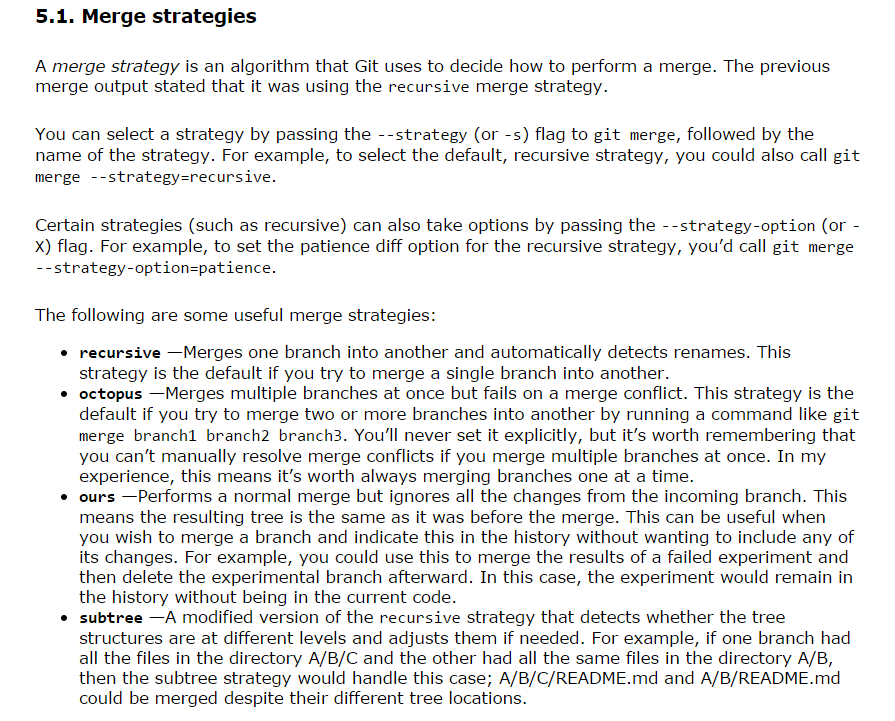 5.1. Merge strategies
A merge strategy is an algorithm that Git uses to decide how to perform a merge. The previous
merge output stated that it was using the recursive merge strategy.
You can select a strategy by passing the --strategy (or -s) flag to git merge, followed by the
name of the strategy. For example, to select the default, recursive strategy, you could also call git
merge --strategy=recursive.
Certain strategies (such as recursive) can also take options by passing the --strategy-option (or -
X) flag. For example, to set the patience diff option for the recursive strategy, you’d call git merge
--strategy-option=patience.
The following are some useful merge strategies:
• recursive —Merges one branch into another and automatically detects renames. This
strategy is the default if you try to merge a single branch into another.
• octopus —Merges multiple branches at once but fails on a merge conflict. This strategy is the
default if you try to merge two or more branches into another by running a command like git
merge branch1 branch2 branch3. You’ll never set it explicitly, but it’s worth remembering that
you can’t manually resolve merge conflicts if you merge multiple branches at once. In my
experience, this means it’s worth always merging branches one at a time.
• ours —Performs a normal merge but ignores all the changes from the incoming branch. This
means the resulting tree is the same as it was before the merge. This can be useful when
you wish to merge a branch and indicate this in the history without wanting to include any of
its changes. For example, you could use this to merge the results of a failed experiment and
then delete the experimental branch afterward. In this case, the experiment would remain in
the history without being in the current code.
• subtree —A modified version of the recursive strategy that detects whether the tree
structures are at different levels and adjusts them if needed. For example, if one branch had
all the files in the directory A/B/C and the other had all the same files in the directory A/B,
then the subtree strategy would handle this case; A/B/C/README.md and A/B/README.md
could be merged despite their different tree locations.